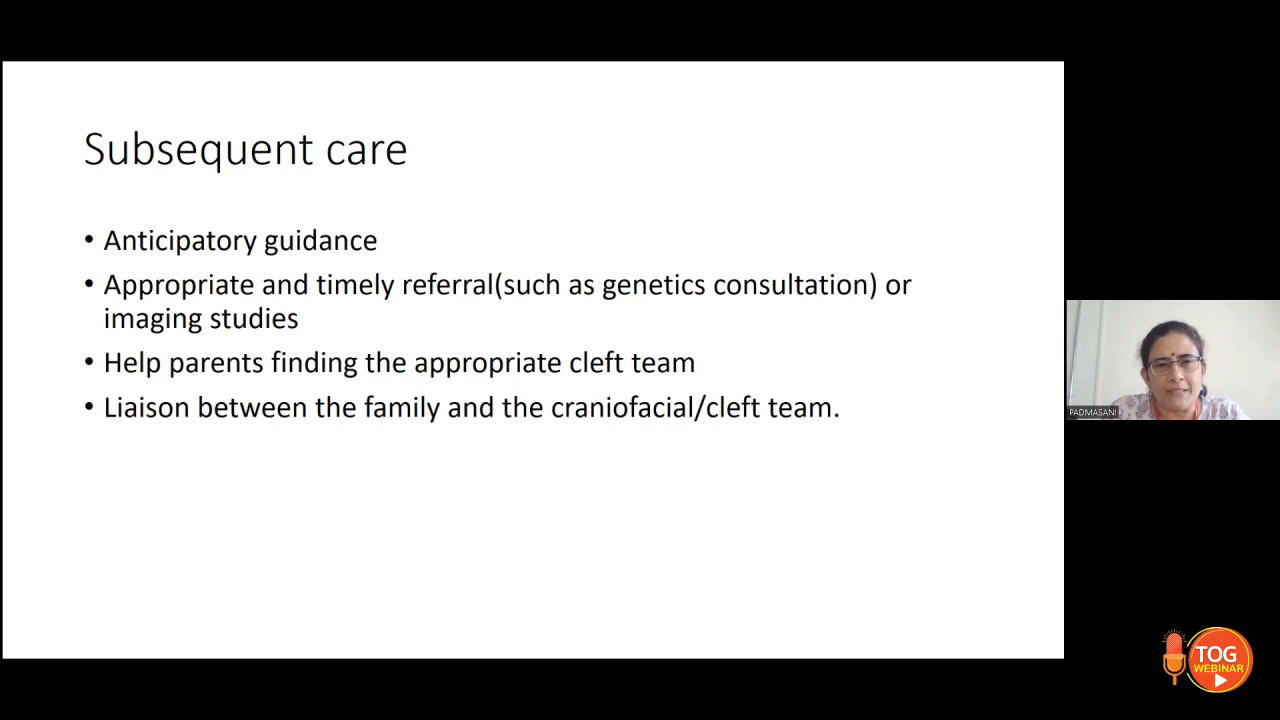 Subsequent care
• Anticipatory guidance
• Appropriate and timely referral(such as genetics consultation) or
imaging studies
• Help parents finding the appropriate cleft team
• Liaison between the family and the craniofacial/cleft team.
PADMASANI
TOG
WEBINAR